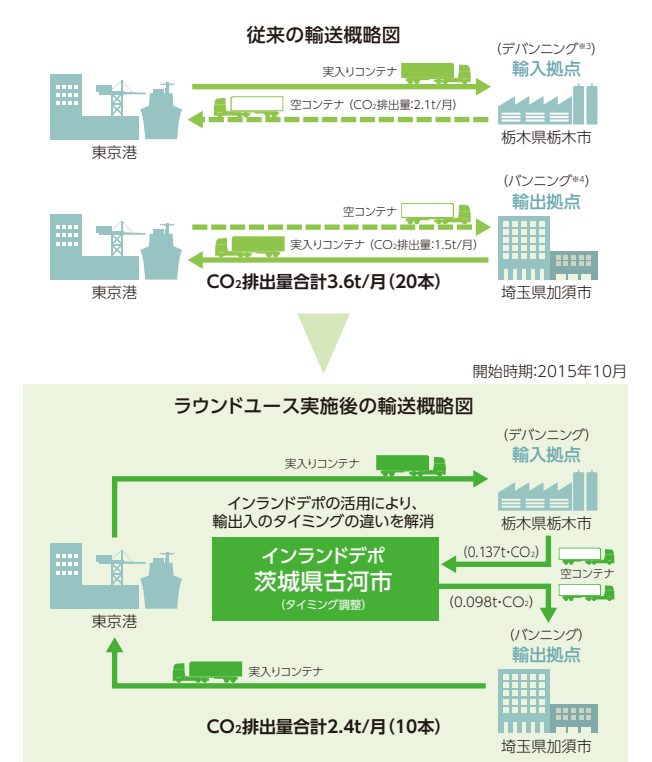 従来の輸送概略図
(デバンニング※3)
輸入拠点
実入りコンテナ
空コンテナ (CO2排出量:2.1t/月)
東京港
栃木県栃木市
(バンニング※4)
輸出拠点
空コンテナ
実入りコンテナ (CO2排出量:1.5t/月)
東京港
CO2排出量合計3.6t/月(20本)
埼玉県加須市
開始時期:2015年10月
ラウンドユース実施後の輸送概略図
(デバンニング)
輸入拠点
実入りコンテナ
インランドデポの活用により、
輸出入のタイミングの違いを解消
栃木県栃木市
インランドデポ
茨城県古河市
(タイミング調整)
(0.137t・CO2)
空コンテナ
(0.098t・CO2)
東京港
(バンニング)
輸出拠点
実入りコンテナ
CO2排出量合計2.4t/月(10本)
埼玉県加須市